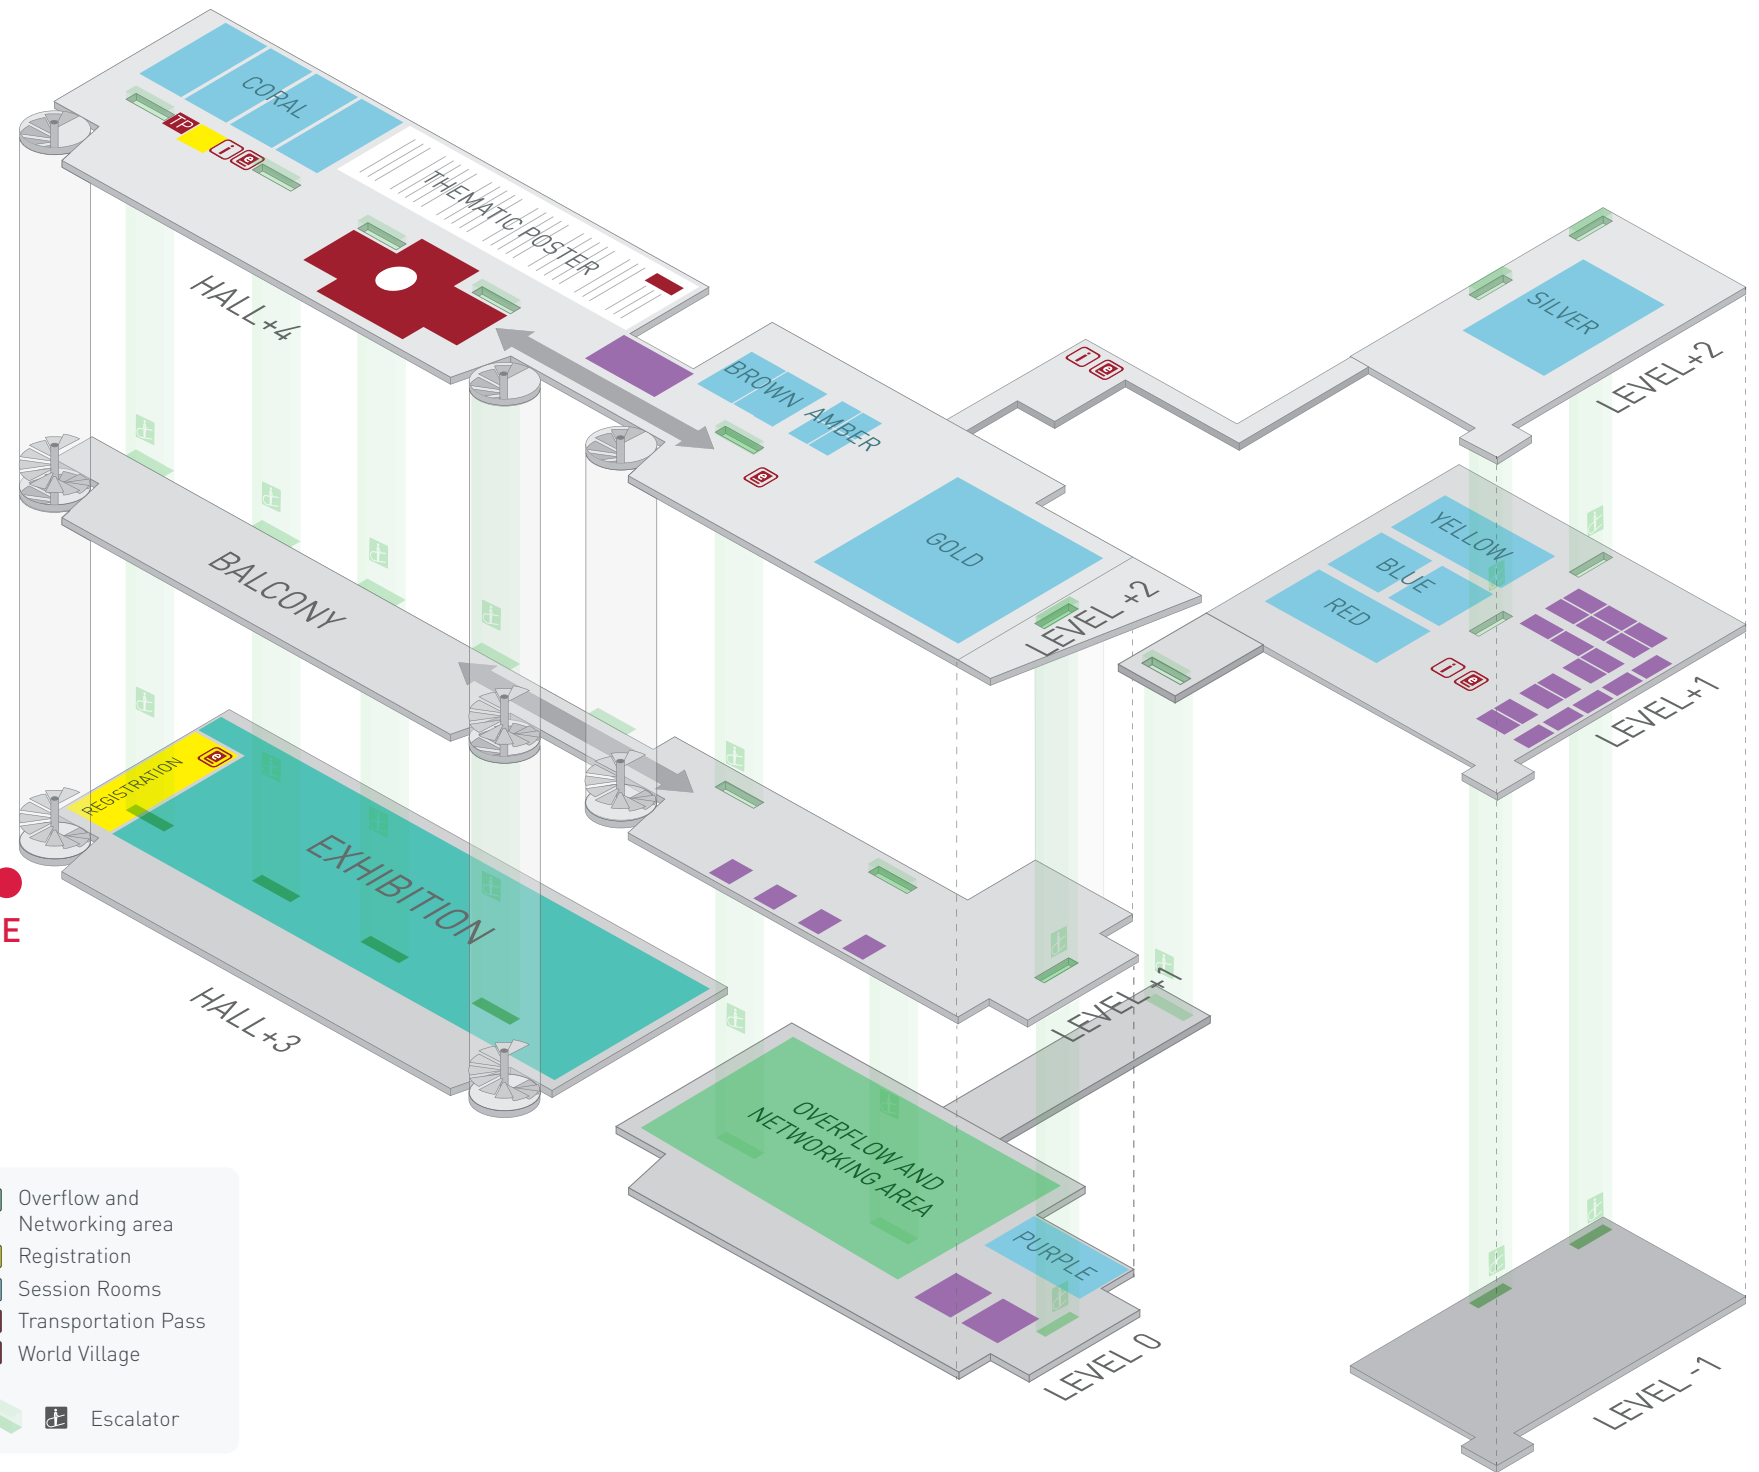 CORAL
TP
i e
THEMATIC POSTER
HALL+4
BROWN
AMBER
e
GOLD
LEVEL +2
i e
SILVER
LEVEL+2
BALCONY
YELLOW
BLUE
RED
i e
LEVEL+1
REGISTRATION
e
EXHIBITION
HALL+3
LEVEL +1
E
OVERFLOW AND
NETWORKING AREA
PURPLE
LEVEL 0
LEVEL -1
Overflow and
Networking area
Registration
Session Rooms
Transportation Pass
World Village
Escalator